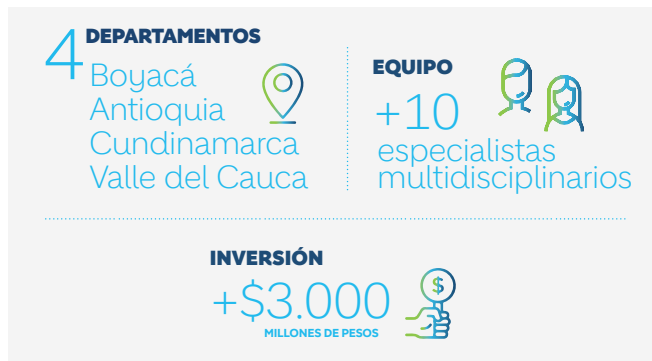 4 DEPARTAMENTOS
Boyacá
Antioquia
Cundinamarca
Valle del Cauca
EQUIPO
+10
especialistas
multidisciplinarios
INVERSIÓN
+$3.000
MILLONES DE PESOS
$